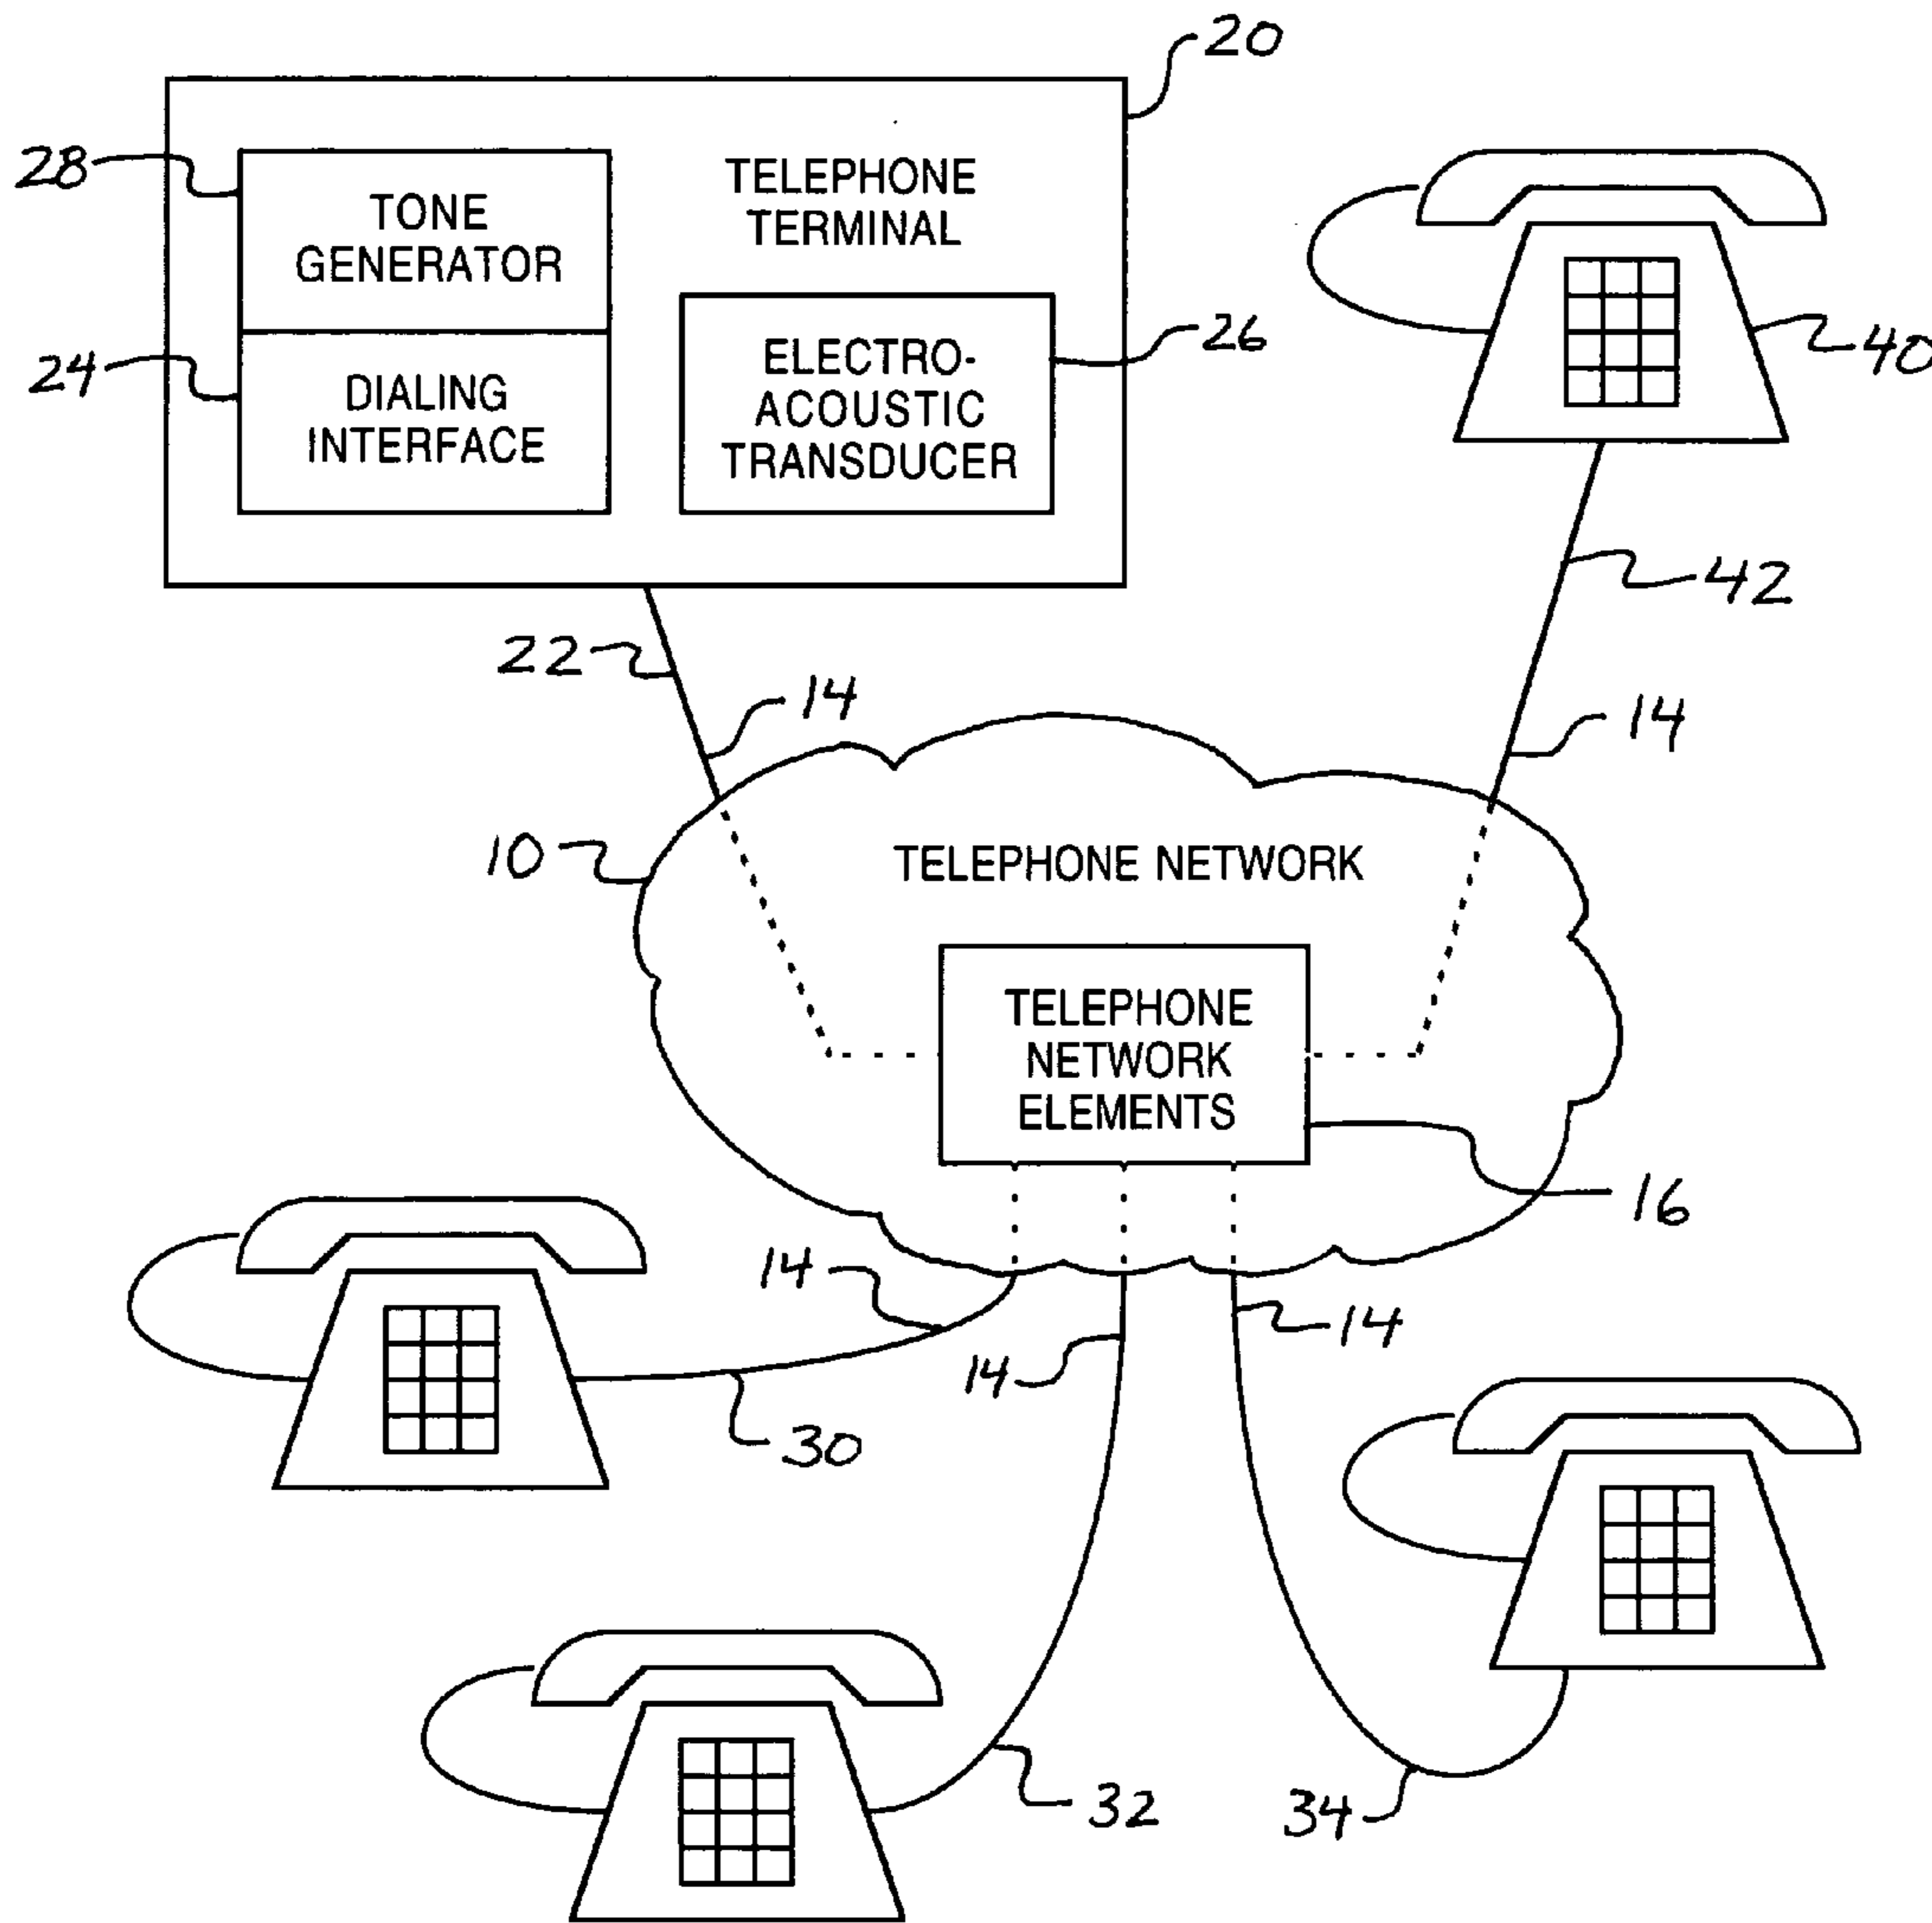 20
28
TONE
GENERATOR
TELEPHONE
TERMINAL
24
DIALING
INTERFACE
ELECTRO-
ACOUSTIC
TRANSDUCER
26
40
42
22
14
14
10
TELEPHONE NETWORK
TELEPHONE
NETWORK
ELEMENTS
16
14
14
14
30
32
34